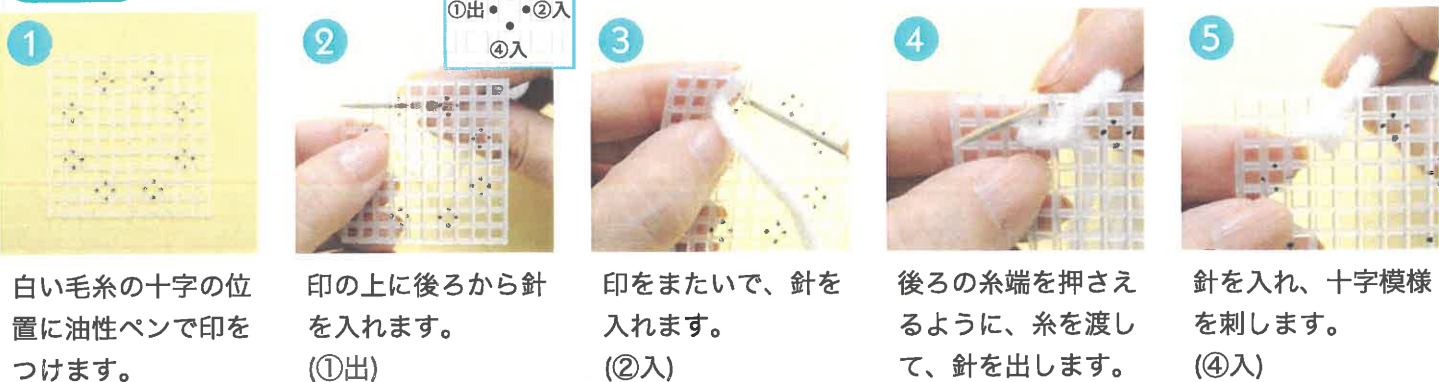 ①出 ②入
④入
1
2
3
4
5
白い毛糸の十字の位
置に油性ペンで印を
つけます。
印の上に後ろから針
を入れます。
(①出)
印をまたいで、針を
入れます。
(②入)
後ろの糸端を押さえ
るように、糸を渡し
て、針を出します。
針を入れ、十字模様
を刺します。
(④入)